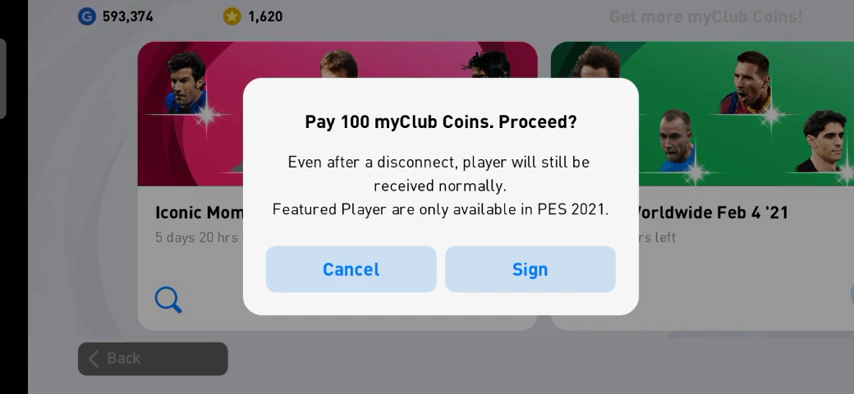 593,374
1,620
Get more myClub Coins!
Pay 100 myClub Coins. Proceed?
Even after a disconnect, player will still be
received normally.
Featured Player are only available in PES 2021.
Cancel
Sign
Iconic Mom
5 days 20 hrs
Worldwide Feb 4 '21
rs left
Back